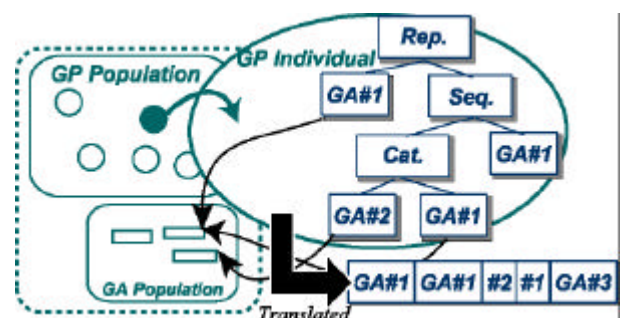 Rep.
GP Population
GP Individual
GA#1
Seq.
Cat.
GA#1
GA#2
GA#1
GA Population
GA#1 GA#1 #2 #1 GA#3
Translated